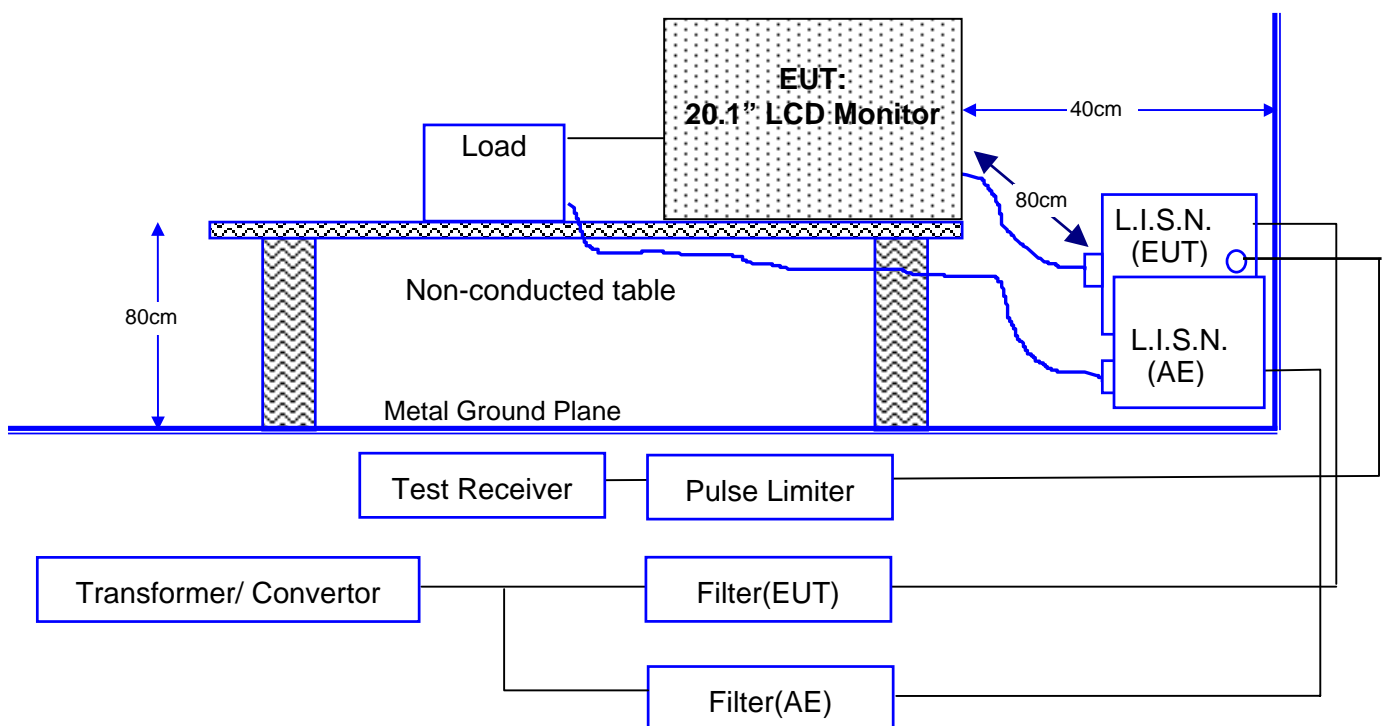 EUT:
20.1” LCD Monitor
40cm
Load
80cm
L.I.S.N.
(EUT)
Non-conducted table
80cm
L.I.S.N.
(AE)
Metal Ground Plane
Test Receiver
Pulse Limiter
Transformer/ Convertor
Filter(EUT)
Filter(AE)